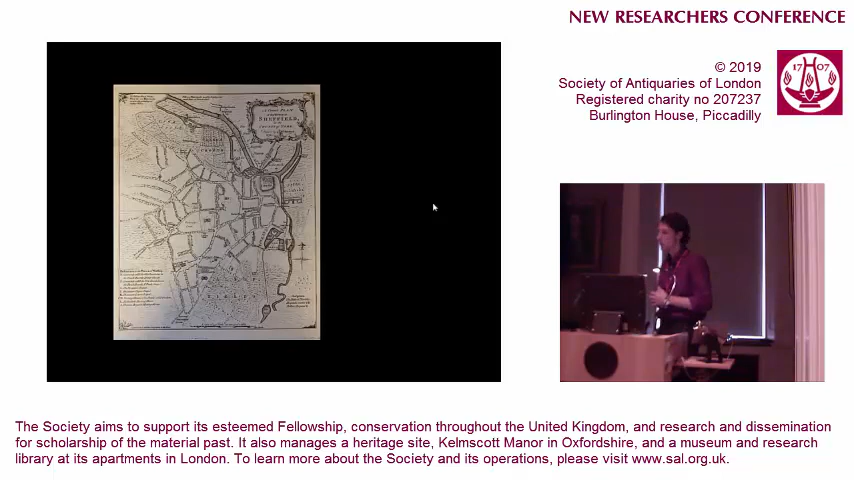 NEW RESEARCHERS CONFERENCE
© 2019
Society of Antiquaries of London
Registered charity no 207237
Burlington House, Piccadilly
17 07
SHEFFIELD
The Society aims to support its esteemed Fellowship, conservation throughout the United Kingdom, and research and dissemination
for scholarship of the material past. It also manages a heritage site, Kelmscott Manor in Oxfordshire, and a museum and research
library at its apartments in London. To learn more about the Society and its operations, please visit www.sal.org.uk.